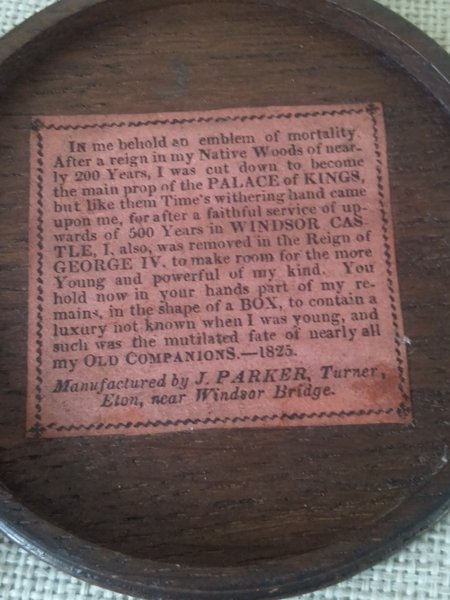 In me behold an emblem of mortality.
After a reign in my Native Woods of near-
ly 200 Years, I was cut down to become
the main prop of the PALACE of KINGS,
but like them Time's withering hand came
upon me, for after a faithful service of up-
wards of 500 Years in WINDSOR CAS-
TLE, I, also, was removed in the Reign of
GEORGE IV. to make room for the more
Young and powerful of my kind. You
hold now in your hands part of my re-
mains, in the shape of a BOX, to contain a
luxury not known when I was young, and
such was the mutilated fate of nearly all
my OLD COMPANIONS.—1825.
Manufactured by J. PARKER, Turner,
Eton, near Windsor Bridge.